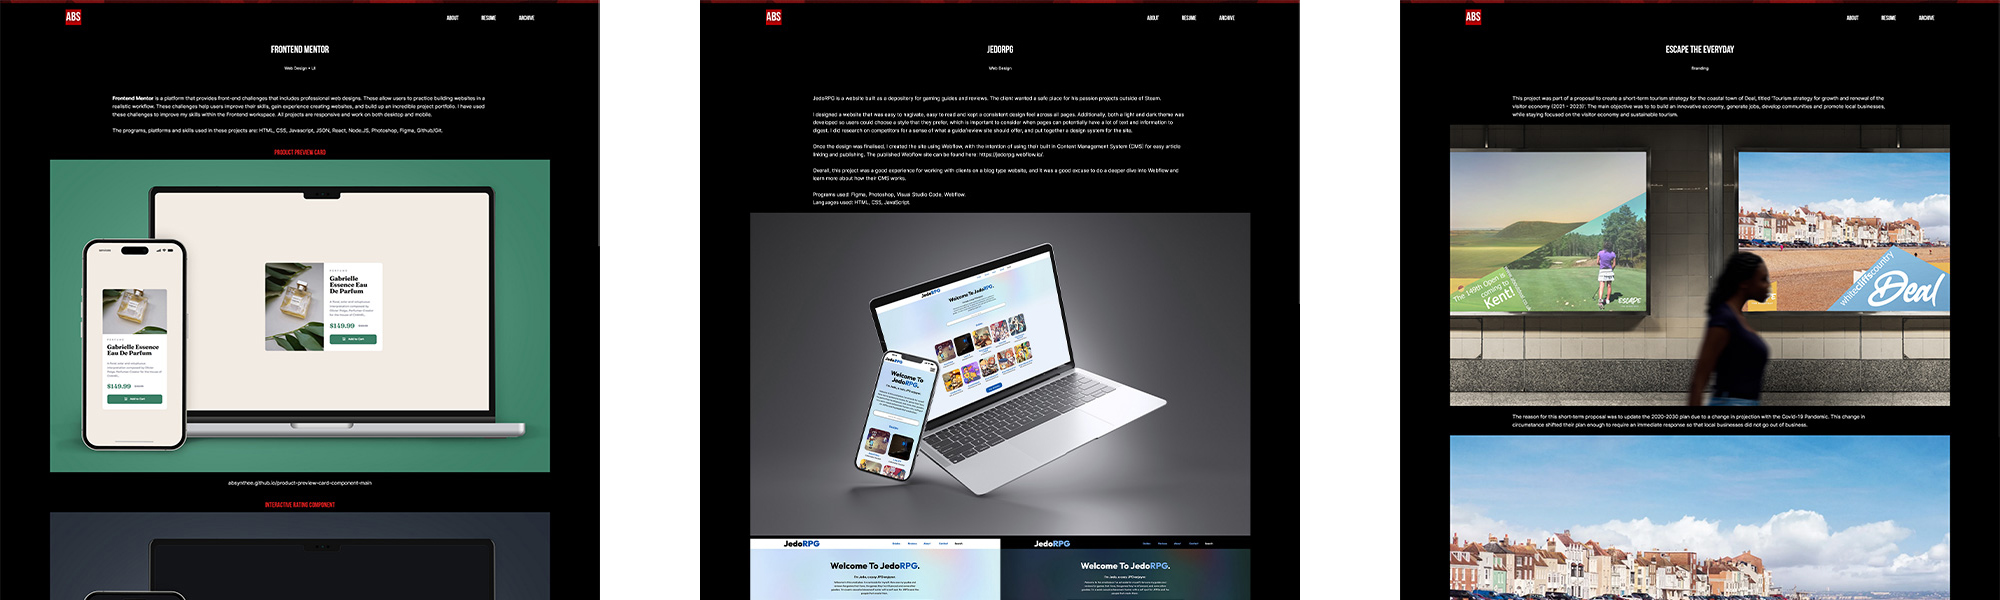 ABS
ABOUT
RESUME
ARCHIVE
FRONTEND MENTOR
Web Design + UI
Frontend Mentor is a platform that provides front-end challenges that includes professional web designs. These allow users to practice building websites in a
realistic workflow. These challenges help users improve their skills, gain experience creating websites, and build up an incredible project portfolio. I have used
these challenges to improve my skills within the Frontend workspace. All projects are responsive and work on both desktop and mobile.
The programs, platforms and skills used in these projects are: HTML, CSS, Javascript, JSON, React, NodeJS, Photoshop, Figma, Github/Git.
PRODUCT PREVIEW CARD
PERFUME
Gabrielle
Essence Eau
De Parfum
$149.99
Add to Cart
Gabrielle Essence
Eau De Parfum
$149.99
Add to Cart
absynthee.github.io/product-preview-card-component-main
INTERACTIVE RATING COMPONENT
ABS
ABOUT
RESUME
ARCHIVE
JEDORPG
Web Design
JedoRPG is a website built as a depository for gaming guides and reviews. The client wanted a safe place for his passion projects outside of Steam.
I designed a website that was easy to nagivate, easy to read and kept a consistent design feel across all pages. Additionally, both a light and dark theme was
developed so users could choose a style that they prefer, which is important to consider when pages can potentially have a lot of text and information to
digest. I did research on competitors for a sense of what a guide/review site should offer, and put together a design system for the site.
Once the design was finalised, I created the site using Webflow, with the intention of using their built in Content Management System (CMS) for easy article
linking and publishing. The published Webflow site can be found here: https://jedorpg.webflow.io/.
Overall, this project was a good experience for working with clients on a blog type website, and it was a good excuse to do a deeper dive into Webflow and
learn more about how their CMS works.
Programs used: Figma, Photoshop, Visual Studio Code, Webflow.
Languages used: HTML, CSS, JavaScript.
JedoRPG
Welcome To JedoRPG.
JedoRPG
Welcome To
JedoRPG.
JedoRPG
Guides
Reviews
About
Contact
Search
Welcome To JedoRPG.
JedoRPG
Guides
Reviews
About
Contact
Search
Welcome To JedoRPG.
ABS
ABOUT
RESUME
ARCHIVE
ESCAPE THE EVERYDAY
Branding
This project was part of a proposal to create a short-term tourism strategy for the coastal town of Deal, titled 'Tourism strategy for growth and renewal of the
visitor economy (2021 - 2023)'. The main objective was to build an innovative economy, generate jobs, develop communities and promote local businesses,
while staying focused on the visitor economy and sustainable tourism.
The 149th Open is
coming to
Kent!
ESCAPE
whitecliffscountry
Deal
The reason for this short-term proposal was to update the 2020-2030 plan due to a change in projection with the Covid-19 Pandemic. This change in
circumstance shifted their plan enough to require an immediate response so that local businesses did not go out of business.